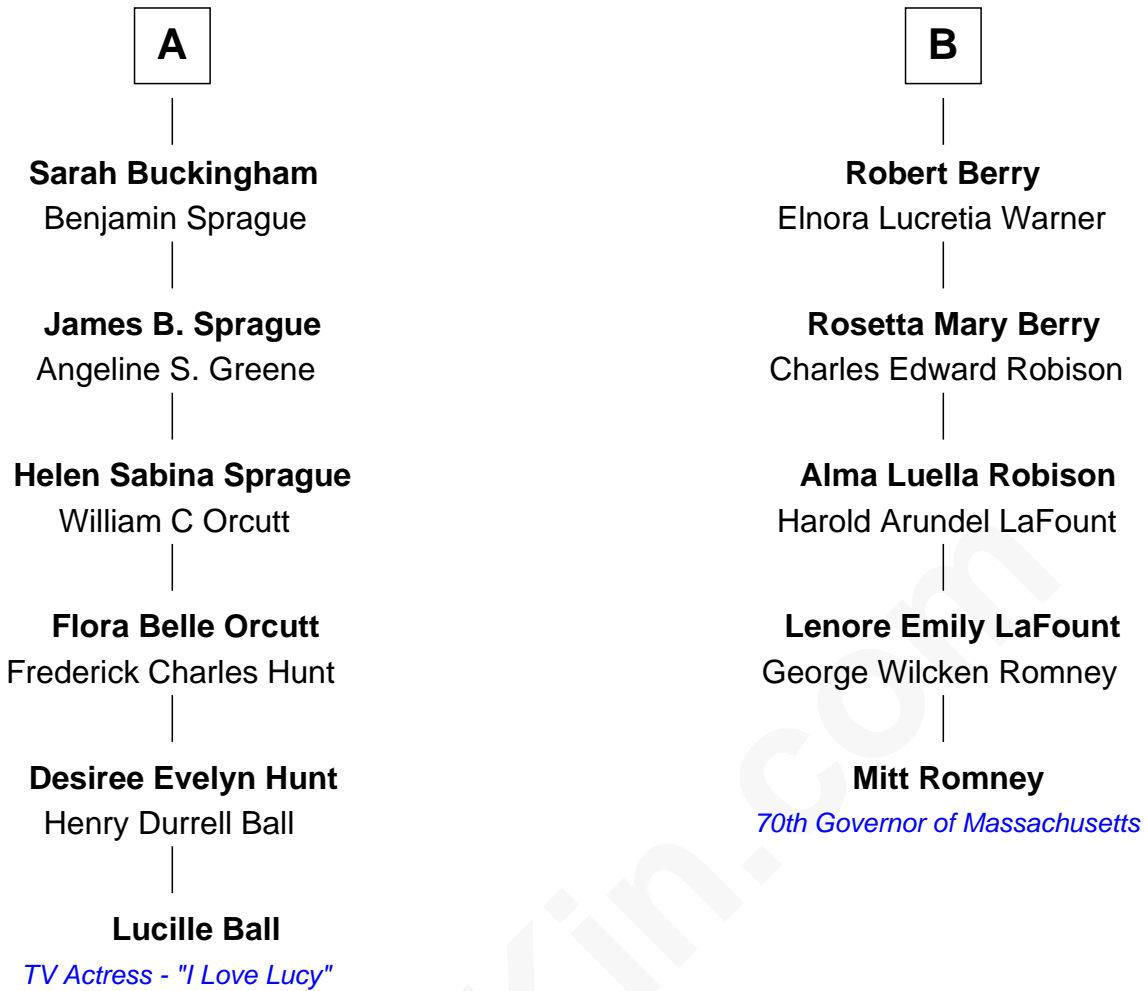 A
Sarah Buckingham
Benjamin Sprague
James B. Sprague
Angeline S. Greene
Helen Sabina Sprague
William C Orcutt
Flora Belle Orcutt
Frederick Charles Hunt
Desiree Evelyn Hunt
Henry Durrell Ball
Lucille Ball
TV Actress - "I Love Lucy"
B
Robert Berry
Elnora Lucretia Warner
Rosetta Mary Berry
Charles Edward Robison
Alma Luella Robison
Harold Arundel LaFount
Lenore Emily LaFount
George Wilcken Romney
Mitt Romney
70th Governor of Massachusetts